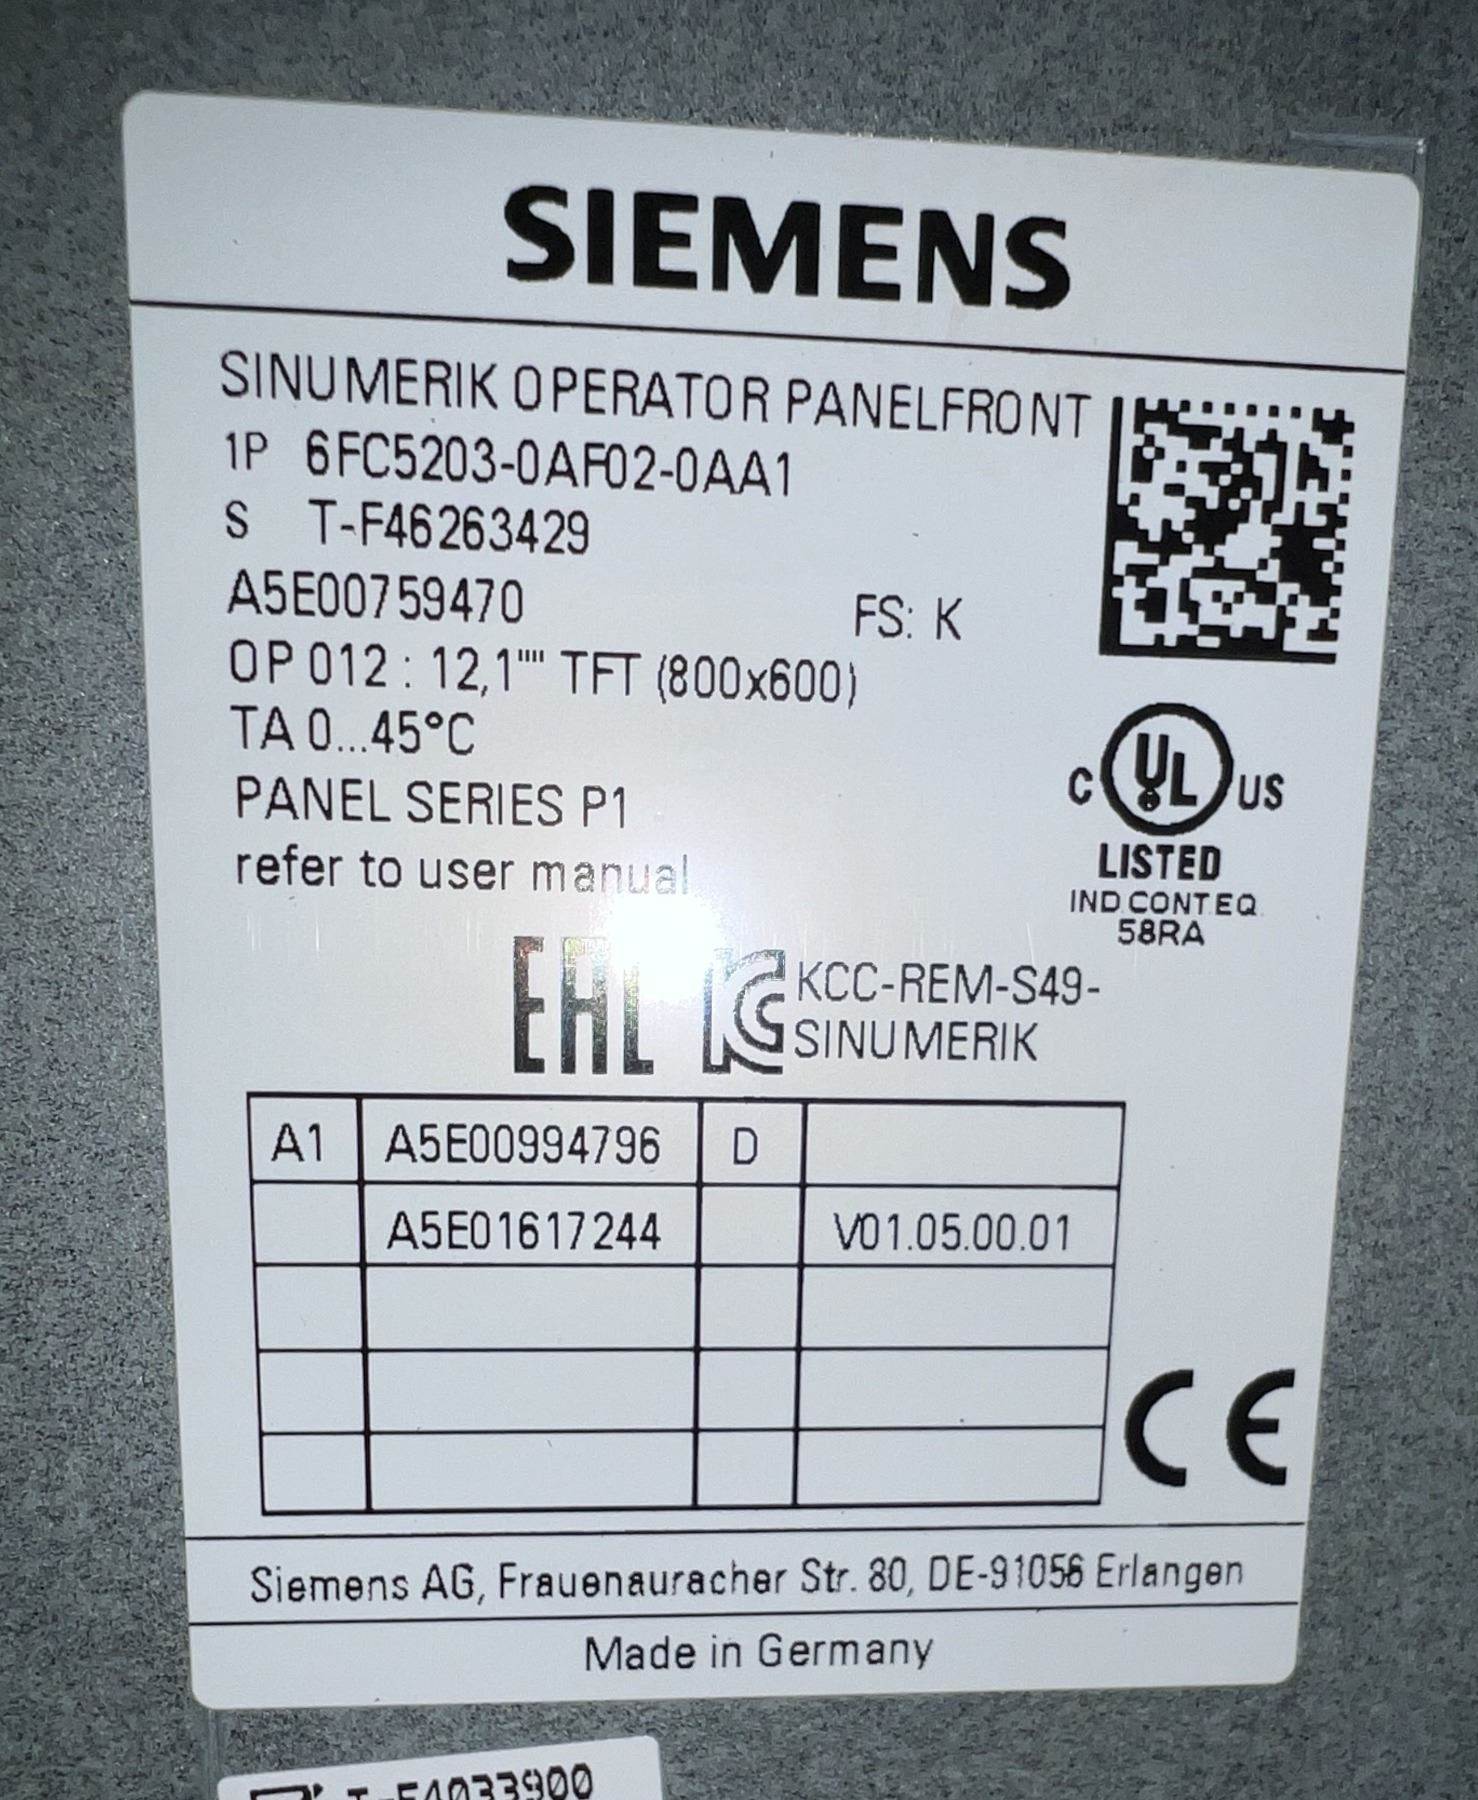 SIEMENS
SINUMERIK OPERATOR PANELFRONT
1P 6FC5203-0AF02-0AA1
S T-F46263429
A5E00759470 FS: K
OP 012 : 12,1"" TFT (800x600)
TA 0...45°C
PANEL SERIES P1
refer to user manual
C UL US
LISTED
IND.CONT.EQ.
58RA
EAC KC KCC-REM-S49-
SINUMERIK
A1 A5E00994796 D
A5E01617244 V01.05.00.01
CE
Siemens AG, Frauenauracher Str. 80, DE-91056 Erlangen
Made in Germany